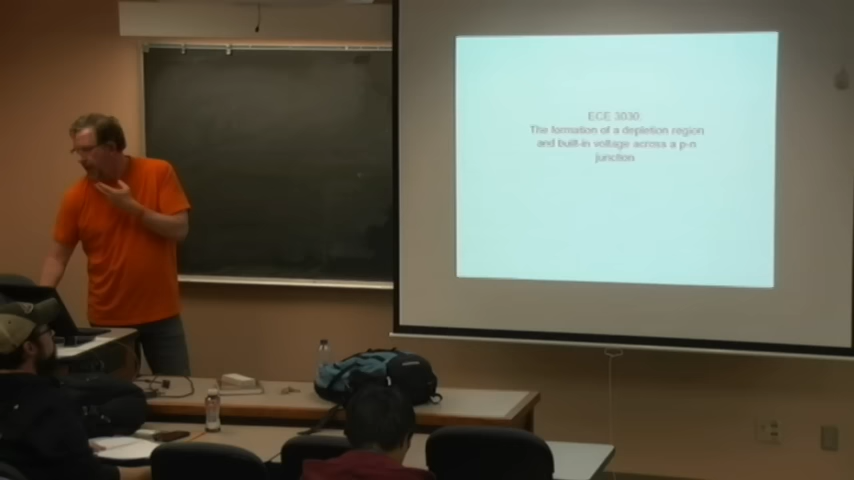 ECE 3030:
The formation of a depletion region
and built-in voltage across a p-n
junction